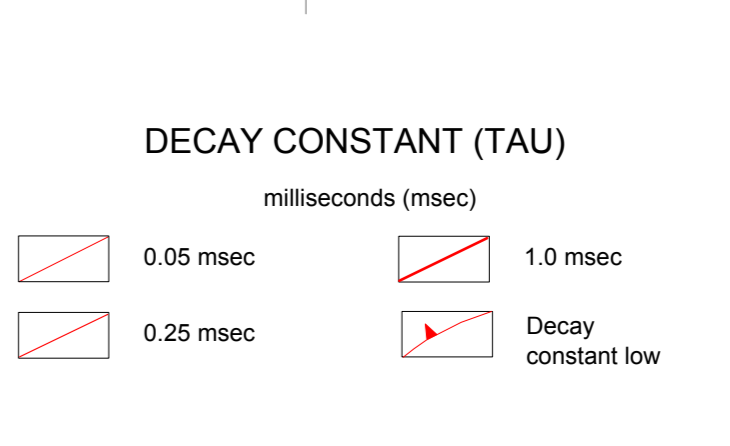 DECAY CONSTANT (TAU)
milliseconds (msec)
0.05 msec
1.0 msec
0.25 msec
Decay
constant low